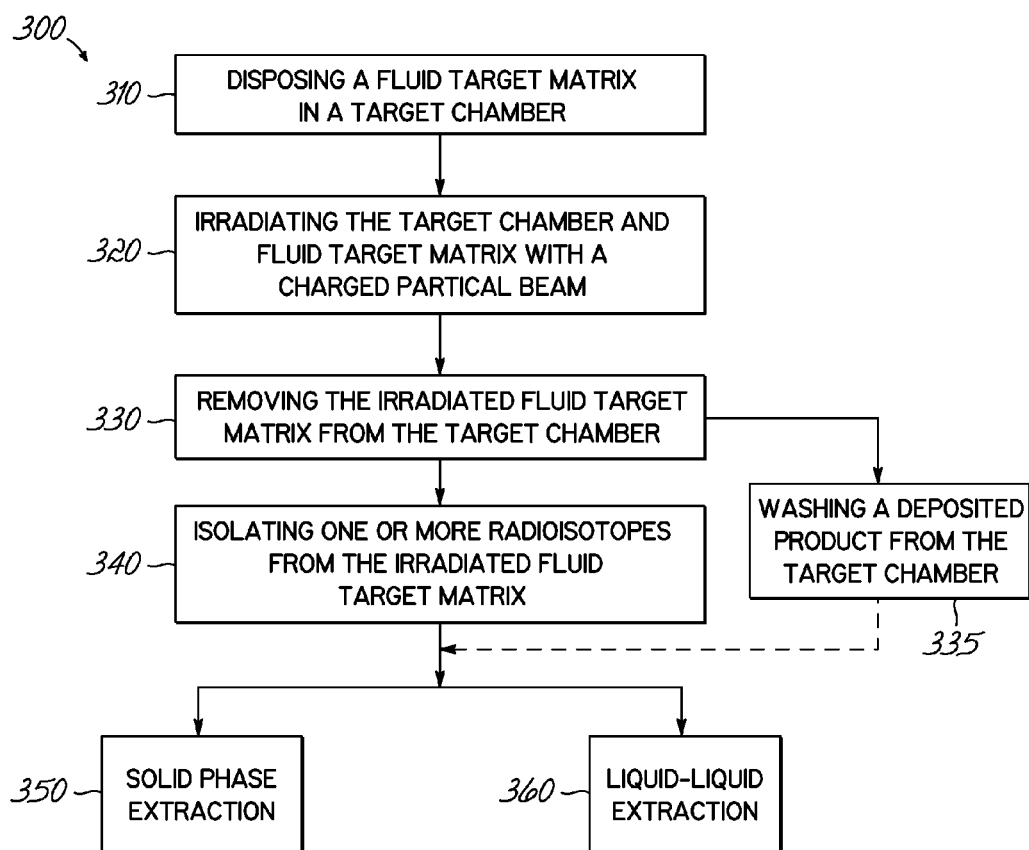 300
310
DISPOSING A FLUID TARGET MATRIX
IN A TARGET CHAMBER
320
IRRADIATING THE TARGET CHAMBER AND
FLUID TARGET MATRIX WITH A
CHARGED PARTICAL BEAM
330
REMOVING THE IRRADIATED FLUID TARGET
MATRIX FROM THE TARGET CHAMBER
WASHING A DEPOSITED
PRODUCT FROM THE
TARGET CHAMBER
335
340
ISOLATING ONE OR MORE RADIOISOTOPES
FROM THE IRRADIATED FLUID
TARGET MATRIX
350
SOLID PHASE
EXTRACTION
360
LIQUID-LIQUID
EXTRACTION